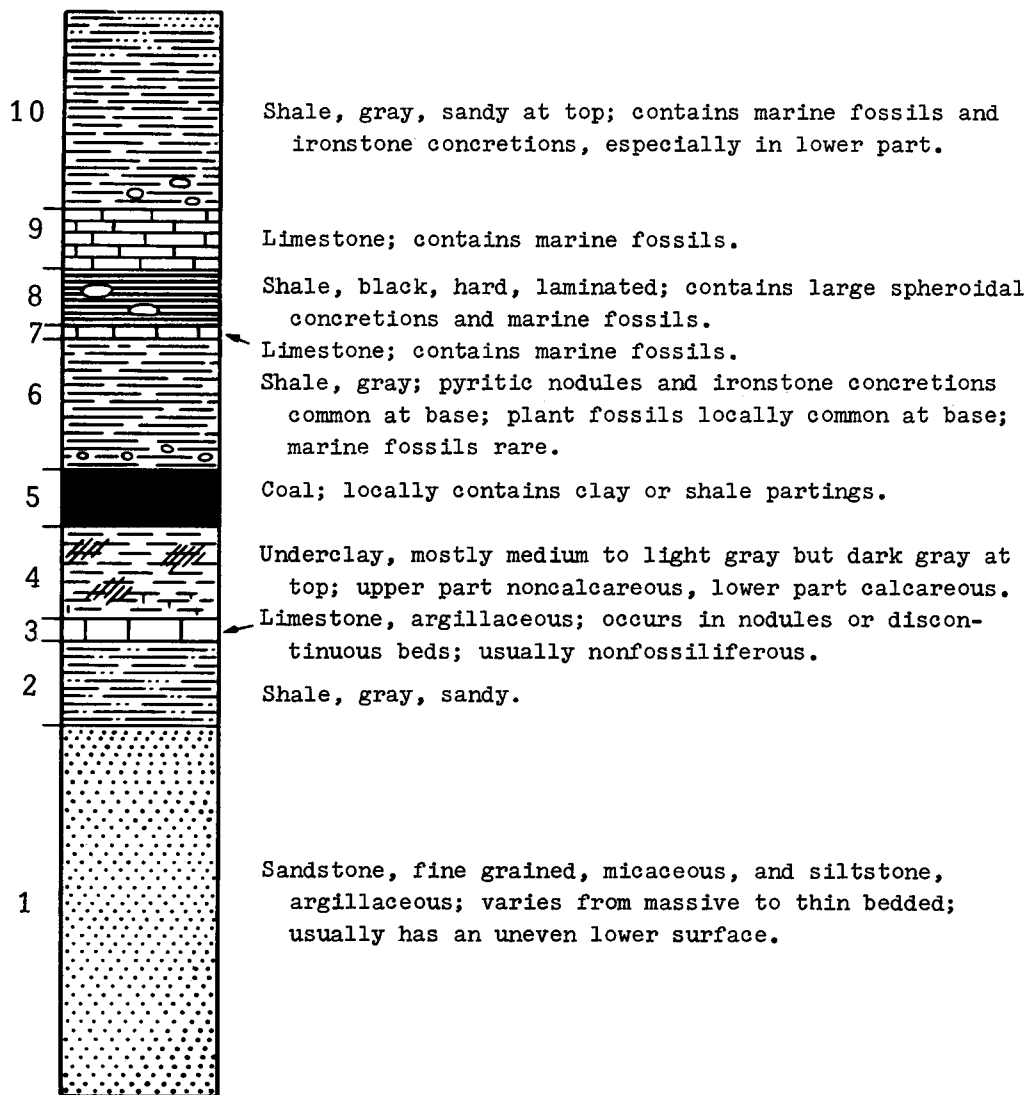 10
Shale, gray, sandy at top; contains marine fossils and
ironstone concretions, especially in lower part.
9
Limestone; contains marine fossils.
8
Shale, black, hard, laminated; contains large spheroidal
concretions and marine fossils.
7
Limestone; contains marine fossils.
6
Shale, gray; pyritic nodules and ironstone concretions
common at base; plant fossils locally common at base;
marine fossils rare.
5
Coal; locally contains clay or shale partings.
4
Underclay, mostly medium to light gray but dark gray at
top; upper part noncalcareous, lower part calcareous.
3
Limestone, argillaceous; occurs in nodules or discon-
tinuous beds; usually nonfossiliferous.
2
Shale, gray, sandy.
1
Sandstone, fine grained, micaceous, and siltstone,
argillaceous; varies from massive to thin bedded;
usually has an uneven lower surface.